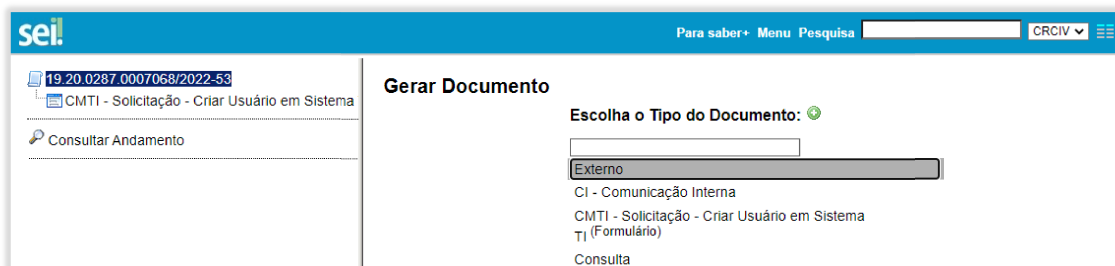 sei!
Para saber+ Menu Pesquisa CRCIV
19.20.0287.0007068/2022-53
CMTI - Solicitação - Criar Usuário em Sistema
Consultar Andamento
Gerar Documento
Escolha o Tipo do Documento:
Externo
CI - Comunicação Interna
CMTI - Solicitação - Criar Usuário em Sistema
TI (Formulário)
Consulta